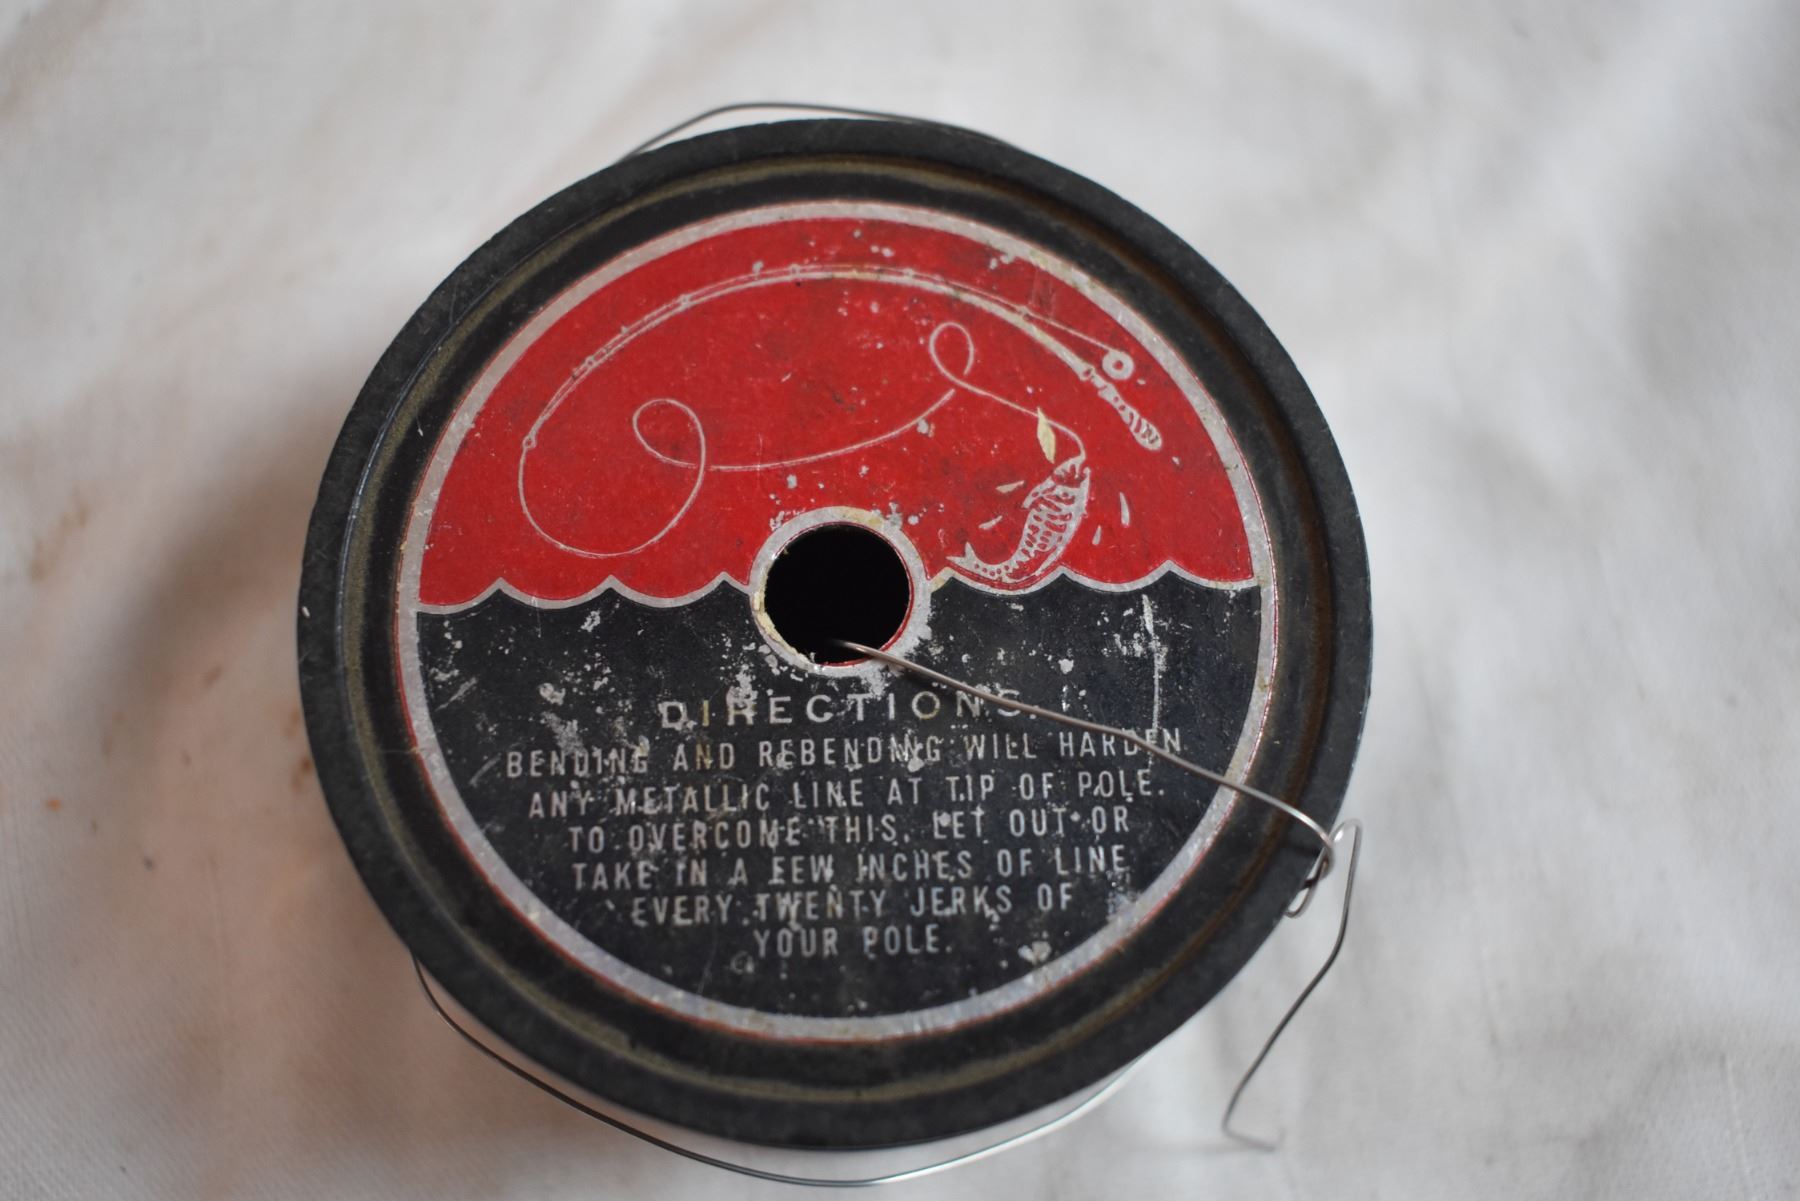 DIRECTIONS.
BENDING AND REBENDING WILL HARDEN
ANY METALLIC LINE AT TIP OF POLE.
TO OVERCOME THIS, LET OUT OR
TAKE IN A FEW INCHES OF LINE
EVERY TWENTY JERKS OF
YOUR POLE.